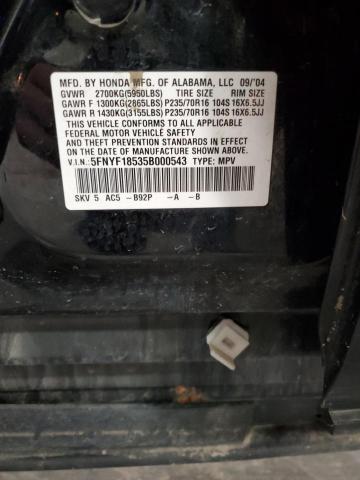 MFD. BY HONDA MFG. OF ALABAMA, LLC 09/'04
GVWR 2700KG(5950LBS) TIRE SIZE RIM SIZE
GAWR F 1300KG(2865LBS) P235/70R16 104S 16X6.5JJ
GAWR R 1430KG(3155LBS) P235/70R16 104S 16X6.5JJ
THIS VEHICLE CONFORMS TO ALL APPLICABLE
FEDERAL MOTOR-VEHICLE SAFETY AND THEFT
PREVENTION STANDARDS IN EFFECT ON THE
DATE OF MANUFACTURE SHOWN ABOVE.
V.I.N.: 5FNYF18535B000543 TYPE: MPV
SKV 5 AC5 -B92P -A -B